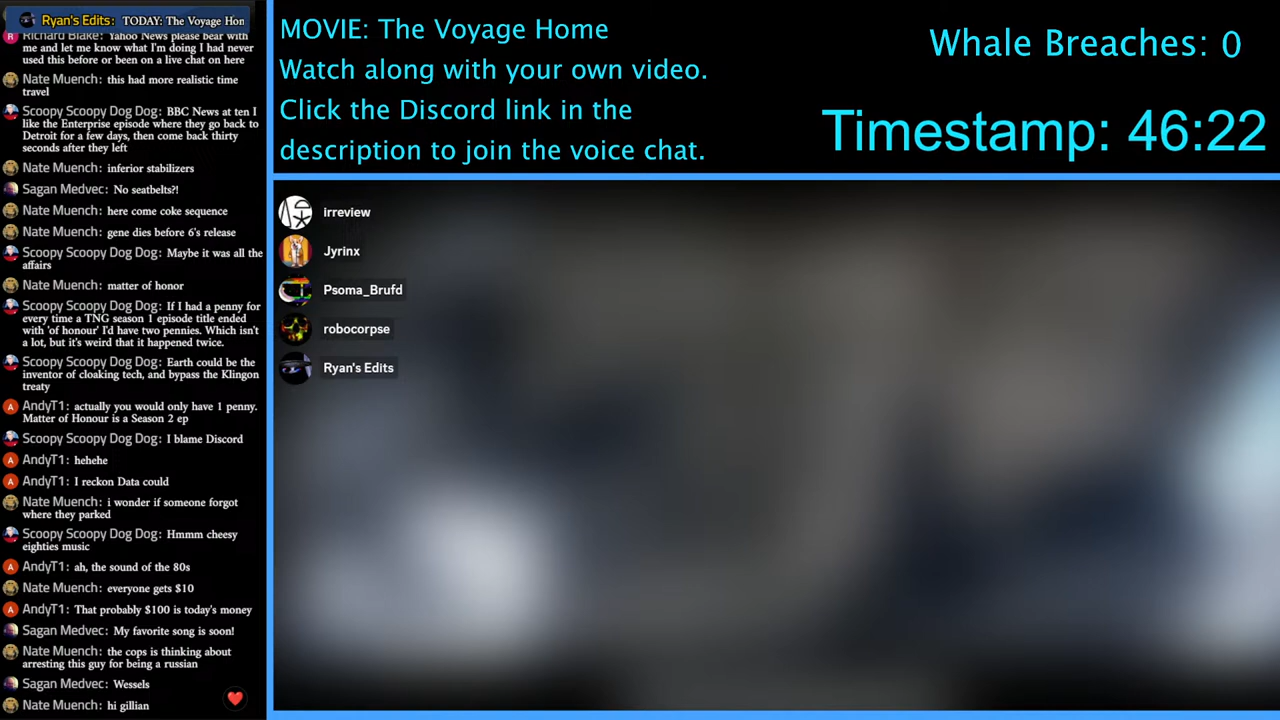 Ryan's Edits: TODAY: The Voyage Hom
Richard Blake: Yahoo News please bear with
me and let me know what I'm doing I had never
used this before or been on a live chat on here
Nate Muench: this had more realistic time
travel
Scoopy Scoopy Dog Dog: BBC News at ten I
like the Enterprise episode where they go back to
Detroit for a few days, then come back thirty
seconds after they left
Nate Muench: inferior stabilizers
Sagan Medvec: No seatbelts?!
Nate Muench: here come coke sequence
Nate Muench: gene dies before 6's release
Scoopy Scoopy Dog Dog: Maybe it was all the
affairs
Nate Muench: matter of honor
Scoopy Scoopy Dog Dog: If I had a penny for
every time a TNG season 1 episode title ended
with 'of honour' I'd have two pennies. Which isn't
a lot, but it's weird that it happened twice.
Scoopy Scoopy Dog Dog: Earth could be the
inventor of cloaking tech, and bypass the Klingon
treaty
AndyT1: actually you would only have 1 penny.
Matter of Honour is a Season 2 ep
Scoopy Scoopy Dog Dog: I blame Discord
AndyT1: hehehe
AndyT1: I reckon Data could
Nate Muench: i wonder if someone forgot
where they parked
Scoopy Scoopy Dog Dog: Hmmm cheesy
eighties music
AndyT1: ah, the sound of the 80s
Nate Muench: everyone gets $10
AndyT1: That probably $100 is today's money
Sagan Medvec: My favorite song is soon!
Nate Muench: the cops is thinking about
arresting this guy for being a russian
Sagan Medvec: Wessels
Nate Muench: hi gillian
MOVIE: The Voyage Home
Watch along with your own video.
Click the Discord link in the
description to join the voice chat.
Whale Breaches: 0
Timestamp: 46:22
irreview
Jyrinx
Psoma_Brufd
robocorpse
Ryan's Edits